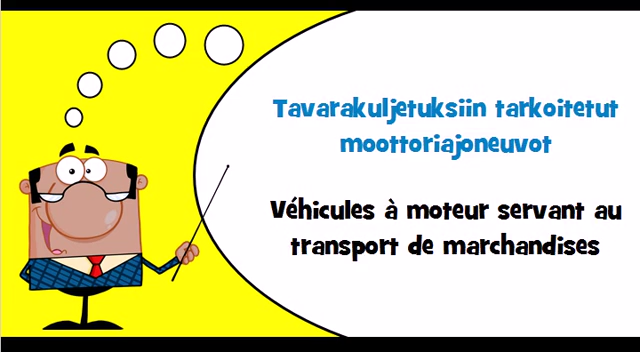 Tavarakuljetuksiin tarkoitetut
moottoriajoneuvot
Véhicules à moteur servant au
transport de marchandises